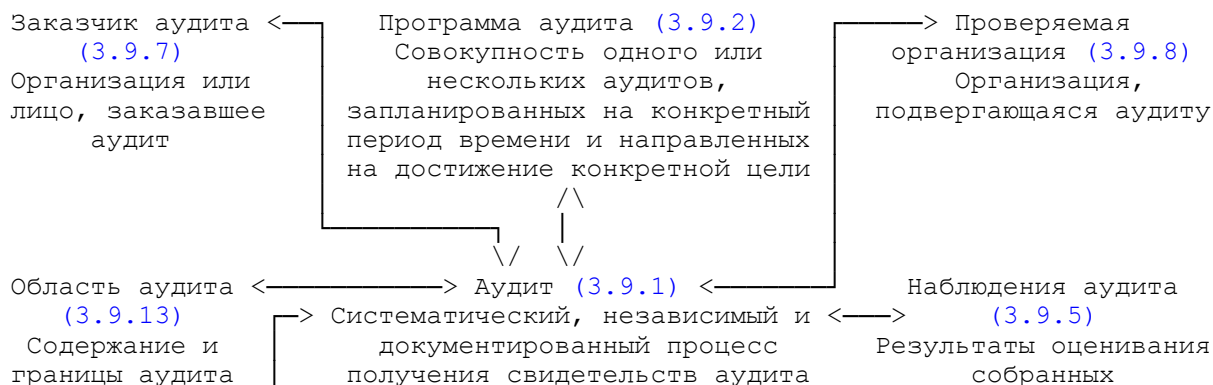 Заказчик аудита <
(3.9.7)
Организация или
лицо, заказавшее
аудит
Программа аудита (3.9.2)
Совокупность одного или
нескольких аудитов,
запланированных на конкретный
период времени и направленных
на достижение конкретной цели
> Проверяемая
организация (3.9.8)
Организация,
подвергающаяся аудиту
/\
\/ \/
Область аудита <
(3.9.13)
Содержание и
границы аудита
> Аудит (3.9.1) <
> Систематический, независимый и <
документированный процесс
получения свидетельств аудита
Наблюдения аудита
> (3.9.5)
Результаты оценивания
собранных